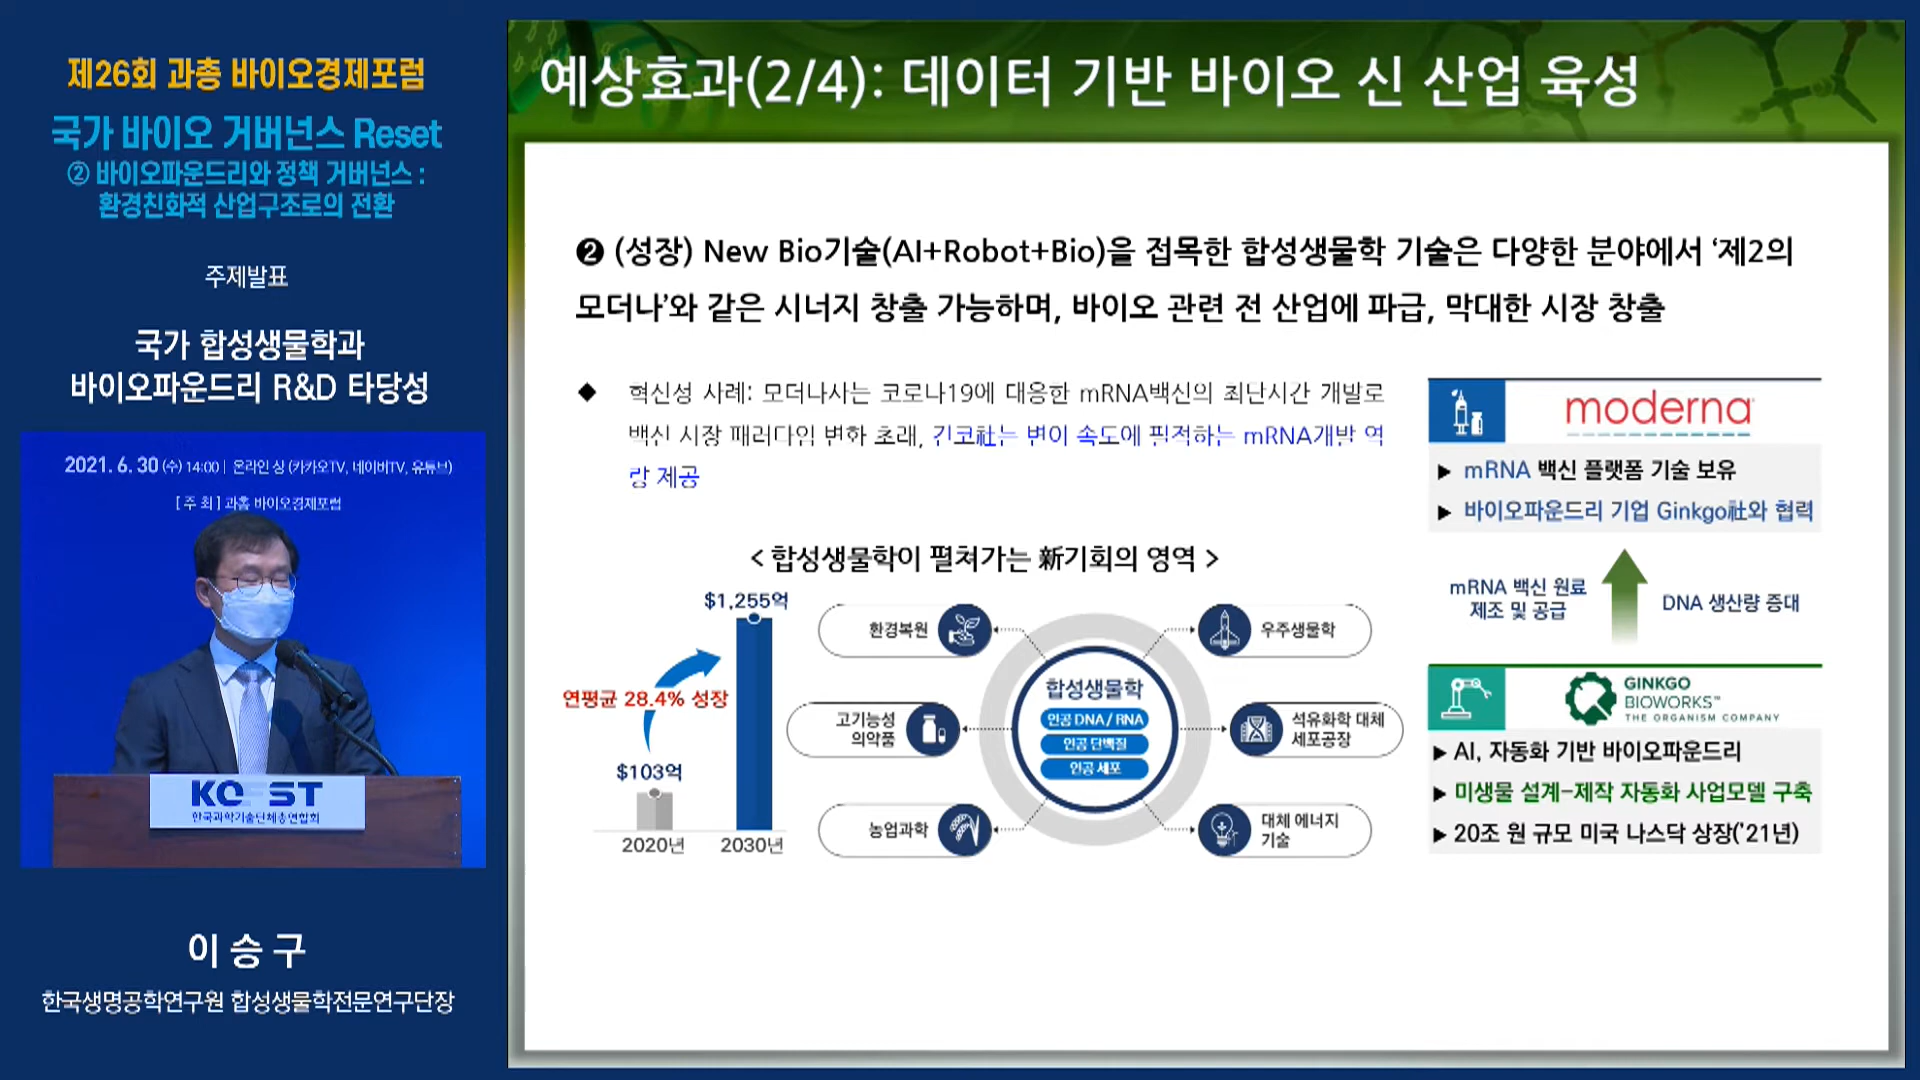 제26회 과총 바이오경제포럼
국가 바이오 거버넌스 Reset
② 바이오파운드리와 정책 거버넌스 :
환경친화적 산업구조로의 전환
주제발표
국가 합성생물학과
바이오파운드리 R&D 타당성
2021. 6. 30 (수) 14:00 | 온라인 상 (카카오TV, 네이버TV, 유튜브)
[ 주 최 ] 과총 바이오경제포럼
한국과학기술단체총연합회
이 승 구
한국생명공학연구원 합성생물학전문연구단장
예상효과(2/4): 데이터 기반 바이오 신 산업 육성
❷ (성장) New Bio기술(AI+Robot+Bio)을 접목한 합성생물학 기술은 다양한 분야에서 ‘제2의
모더나’와 같은 시너지 창출 가능하며, 바이오 관련 전 산업에 파급, 막대한 시장 창출
◆ 혁신성 사례: 모더나사는 코로나19에 대응한 mRNA백신의 최단시간 개발로
백신 시장 패러다임 변화 초래, 긴코社는 변이 속도에 필적하는 mRNA개발 역
량 제공
< 합성생물학이 펼쳐가는 新기회의 영역 >
$1,255억
연평균 28.4% 성장
$103억
2020년
2030년
환경복원
고기능성
의약품
농업과학
합성생물학
인공 DNA / RNA
인공 단백질
인공 세포
우주생물학
석유화학 대체
세포공장
대체 에너지
기술
moderna
▶ mRNA 백신 플랫폼 기술 보유
▶ 바이오파운드리 기업 Ginkgo社와 협력
mRNA 백신 원료
제조 및 공급
DNA 생산량 증대
GINKGO
BIOWORKS™
THE ORGANISM COMPANY
▶ AI, 자동화 기반 바이오파운드리
▶ 미생물 설계-제작 자동화 사업모델 구축
▶ 20조 원 규모 미국 나스닥 상장(‘21년)